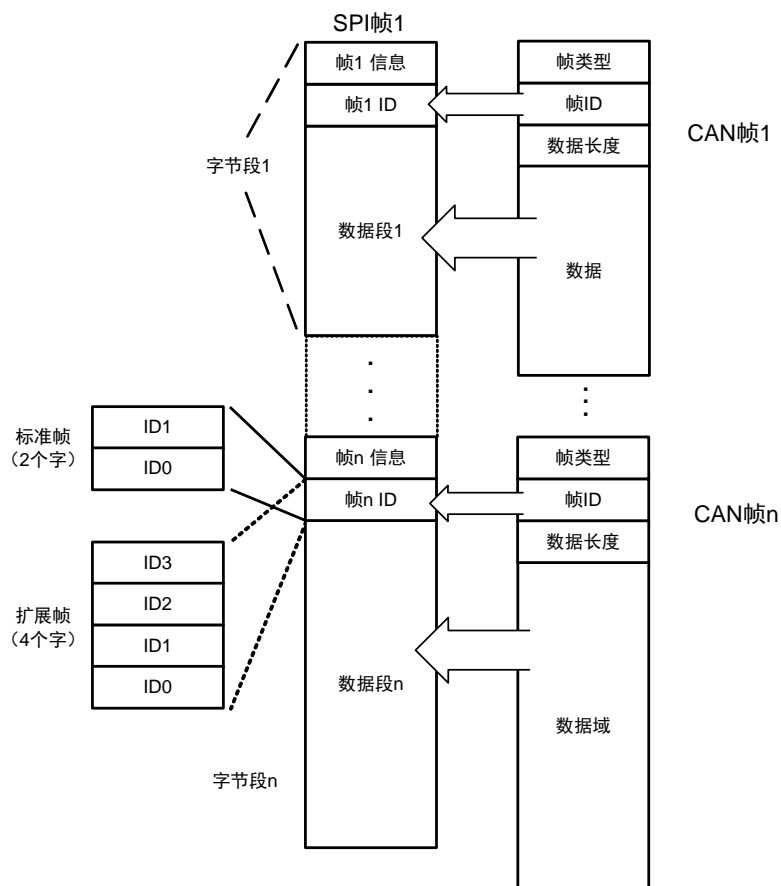 SPI帧1
帧1 信息
帧1 ID
数据段1
字节段1
帧类型
帧ID
数据长度
数据
CAN帧1
标准帧
（2个字）
ID1
ID0
扩展帧
（4个字）
ID3
ID2
ID1
ID0
帧n 信息
帧n ID
数据段n
字节段n
帧类型
帧ID
数据长度
数据域
CAN帧n